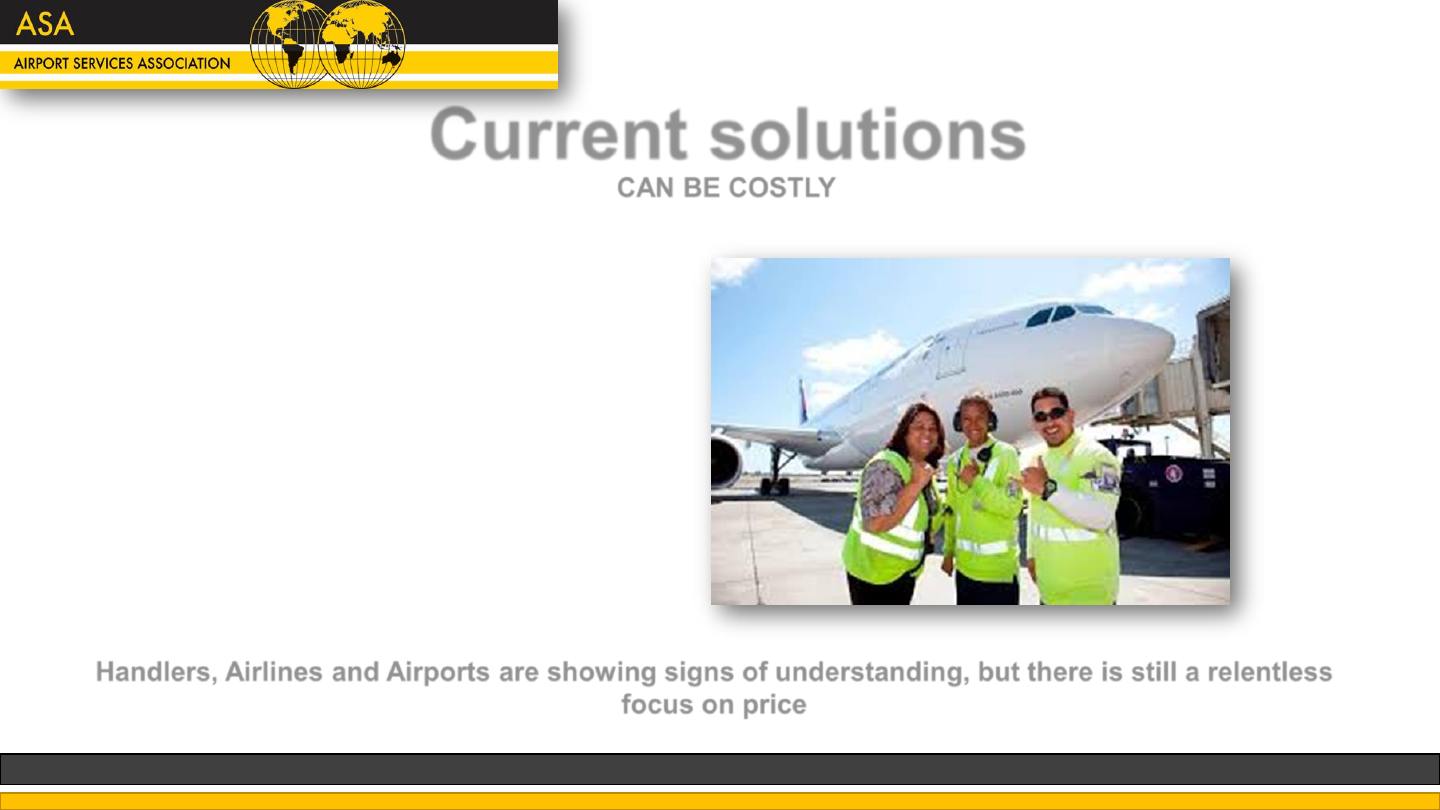 ASA
AIRPORT SERVICES ASSOCIATION
Current solutions
CAN BE COSTLY
Handlers, Airlines and Airports are showing signs of understanding, but there is still a relentless
focus on price